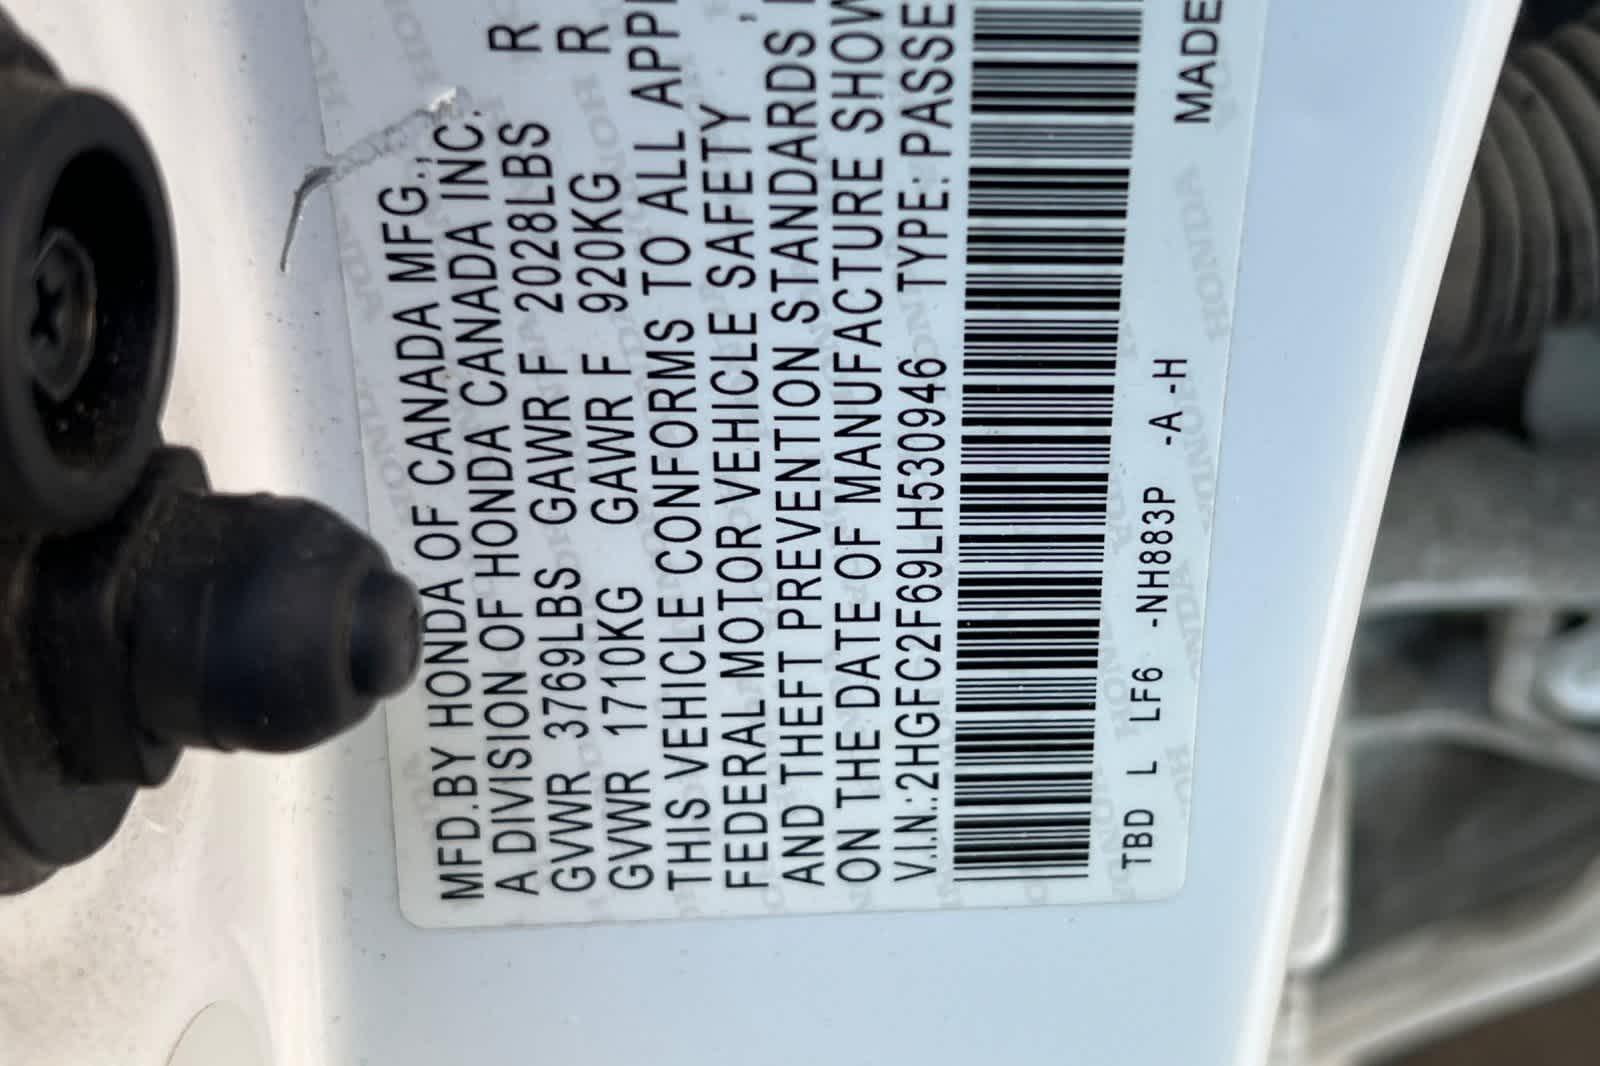 MFD.BY HONDA OF CANADA MFG.,
A DIVISION OF HONDA CANADA INC.
GVWR 3769LBS GAWR F 2028LBS R
GVWR 1710KG GAWR F 920KG R
THIS VEHICLE CONFORMS TO ALL APPL
FEDERAL MOTOR VEHICLE SAFETY ,
AND THEFT PREVENTION STANDARDS
ON THE DATE OF MANUFACTURE SHOW
V.I.N.:2HGFC2F69LH530946 TYPE:PASSE
TBD L LF6 -NH883P -A -H MADE